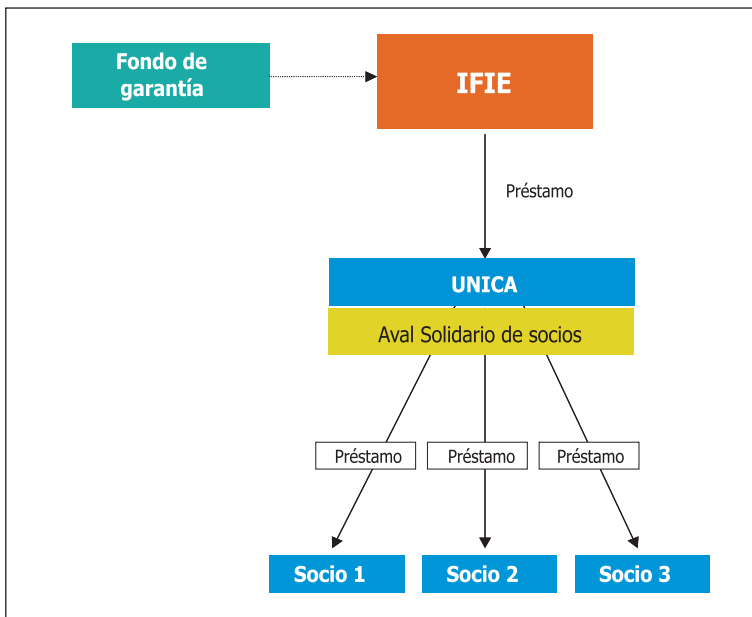 Fondo de
garantía
IFIE
Préstamo
UNICA
Aval Solidario de socios
Préstamo
Préstamo
Préstamo
Socio 1
Socio 2
Socio 3